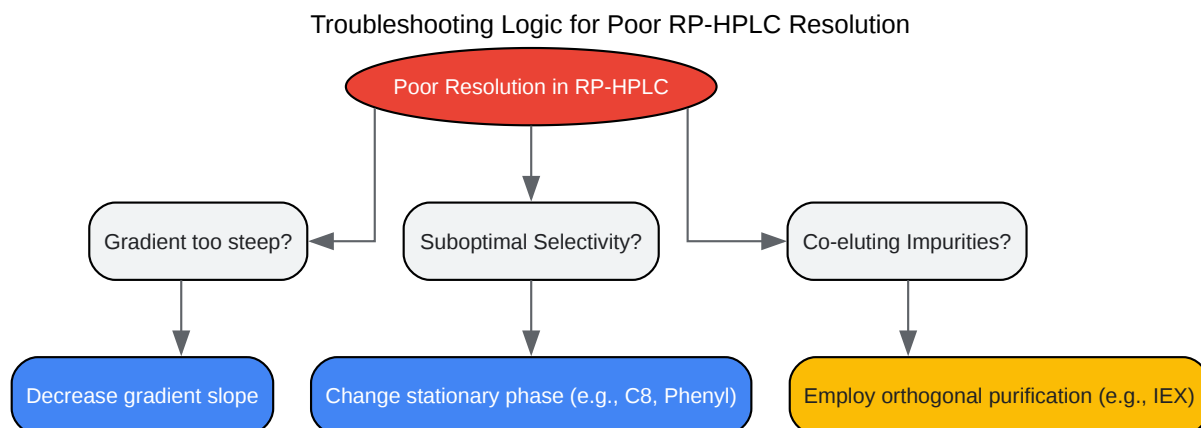 Troubleshooting Logic for Poor RP-HPLC Resolution
Poor Resolution in RP-HPLC
Gradient too steep?
Suboptimal Selectivity?
Co-eluting Impurities?
Decrease gradient slope
Change stationary phase (e.g., C8, Phenyl)
Employ orthogonal purification (e.g., IEX)